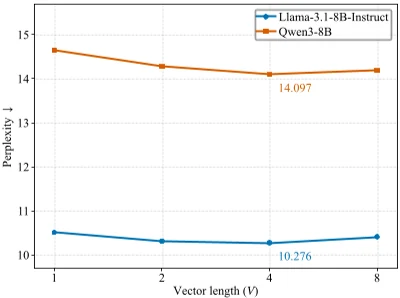 Llama-3.1-8B-Instruct
Qwen3-8B
Perplexity ↓
15
14
13
12
11
10
14.097
10.276
1 2 4 8
Vector length (V)